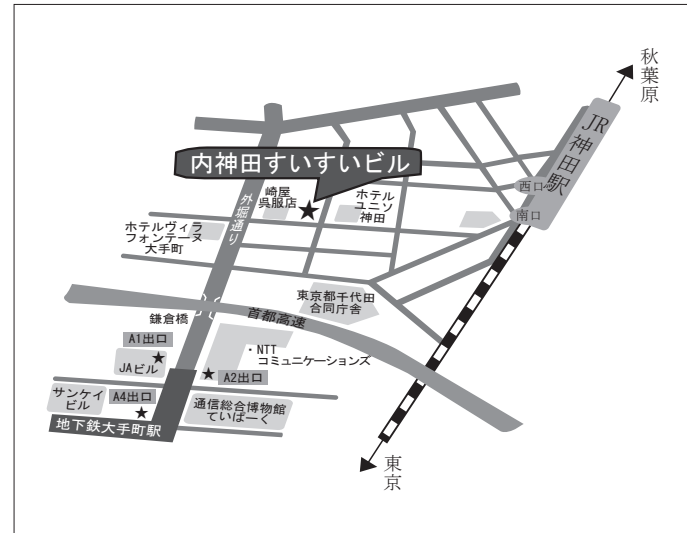 秋葉原
JR神田駅
内神田すいすいビル
西口
崎屋
呉服店
ホテル
ユニゾ
神田
南口
外堀通り
ホテルヴィラ
フォンテーヌ
大手町
東京都千代田
合同庁舎
鎌倉橋
首都高速
A1出口
・NTT
コミュニケーションズ
JAビル
A2出口
サンケイ
ビル
A4出口
通信総合博物館
ていぱーく
地下鉄大手町駅
東京